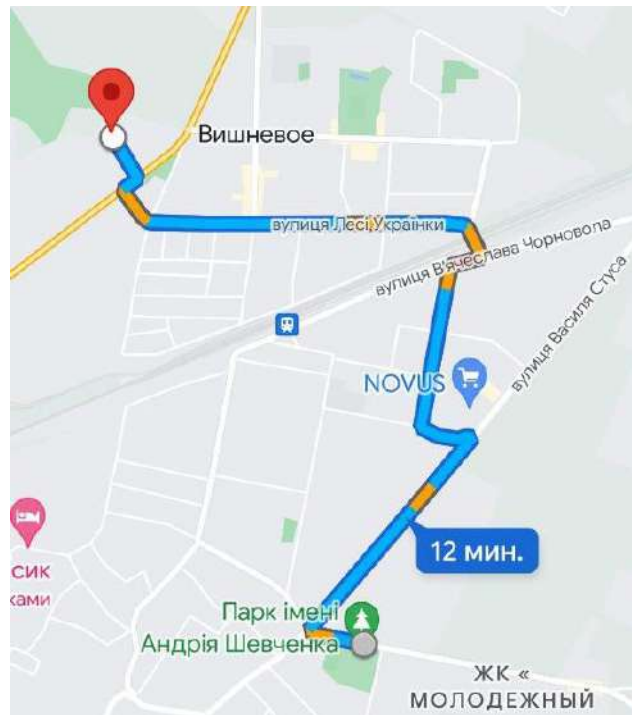 Вишневое
вулиця Лесі Українки
вулиця В'ячеслава Чорновола
вулиця Василя Стуса
NOVUS
12 мин.
сик
ками
Парк імені
Андрія Шевченка
ЖК «
МОЛОДЕЖНЫЙ